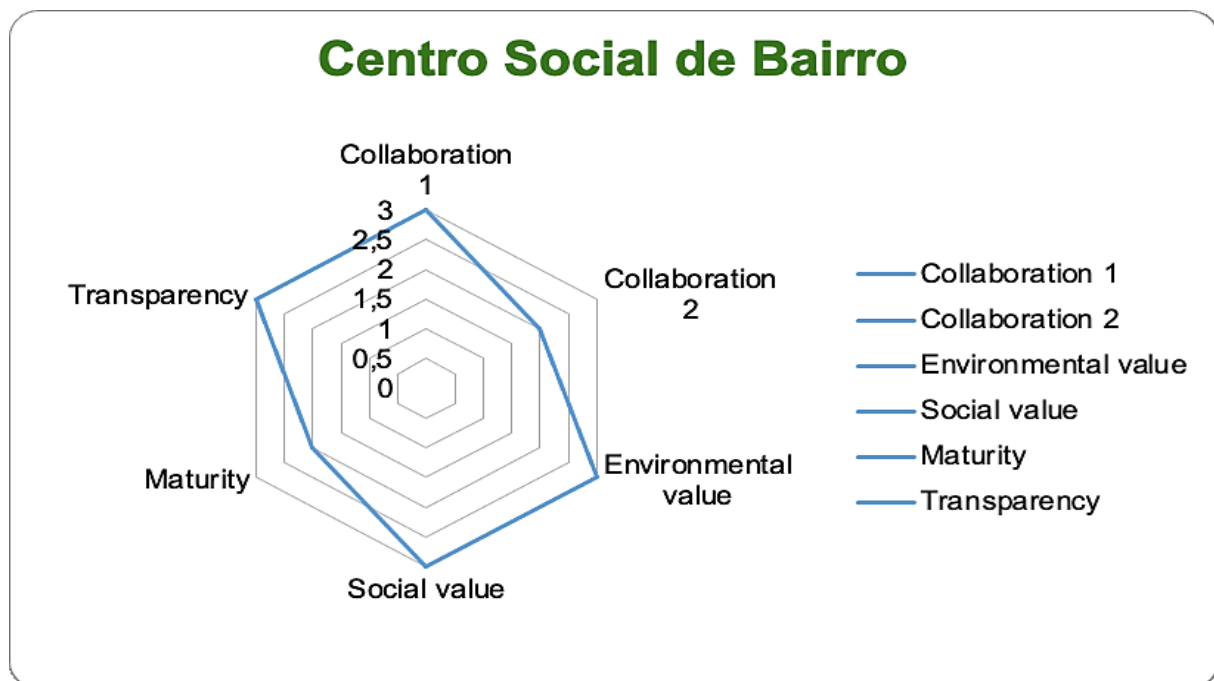 Centro Social de Bairro
Collaboration
1
3
2,5
2
1,5
1
0,5
0
Collaboration
2
Environmental
value
Social value
Maturity
Transparency
Collaboration 1
Collaboration 2
Environmental value
Social value
Maturity
Transparency